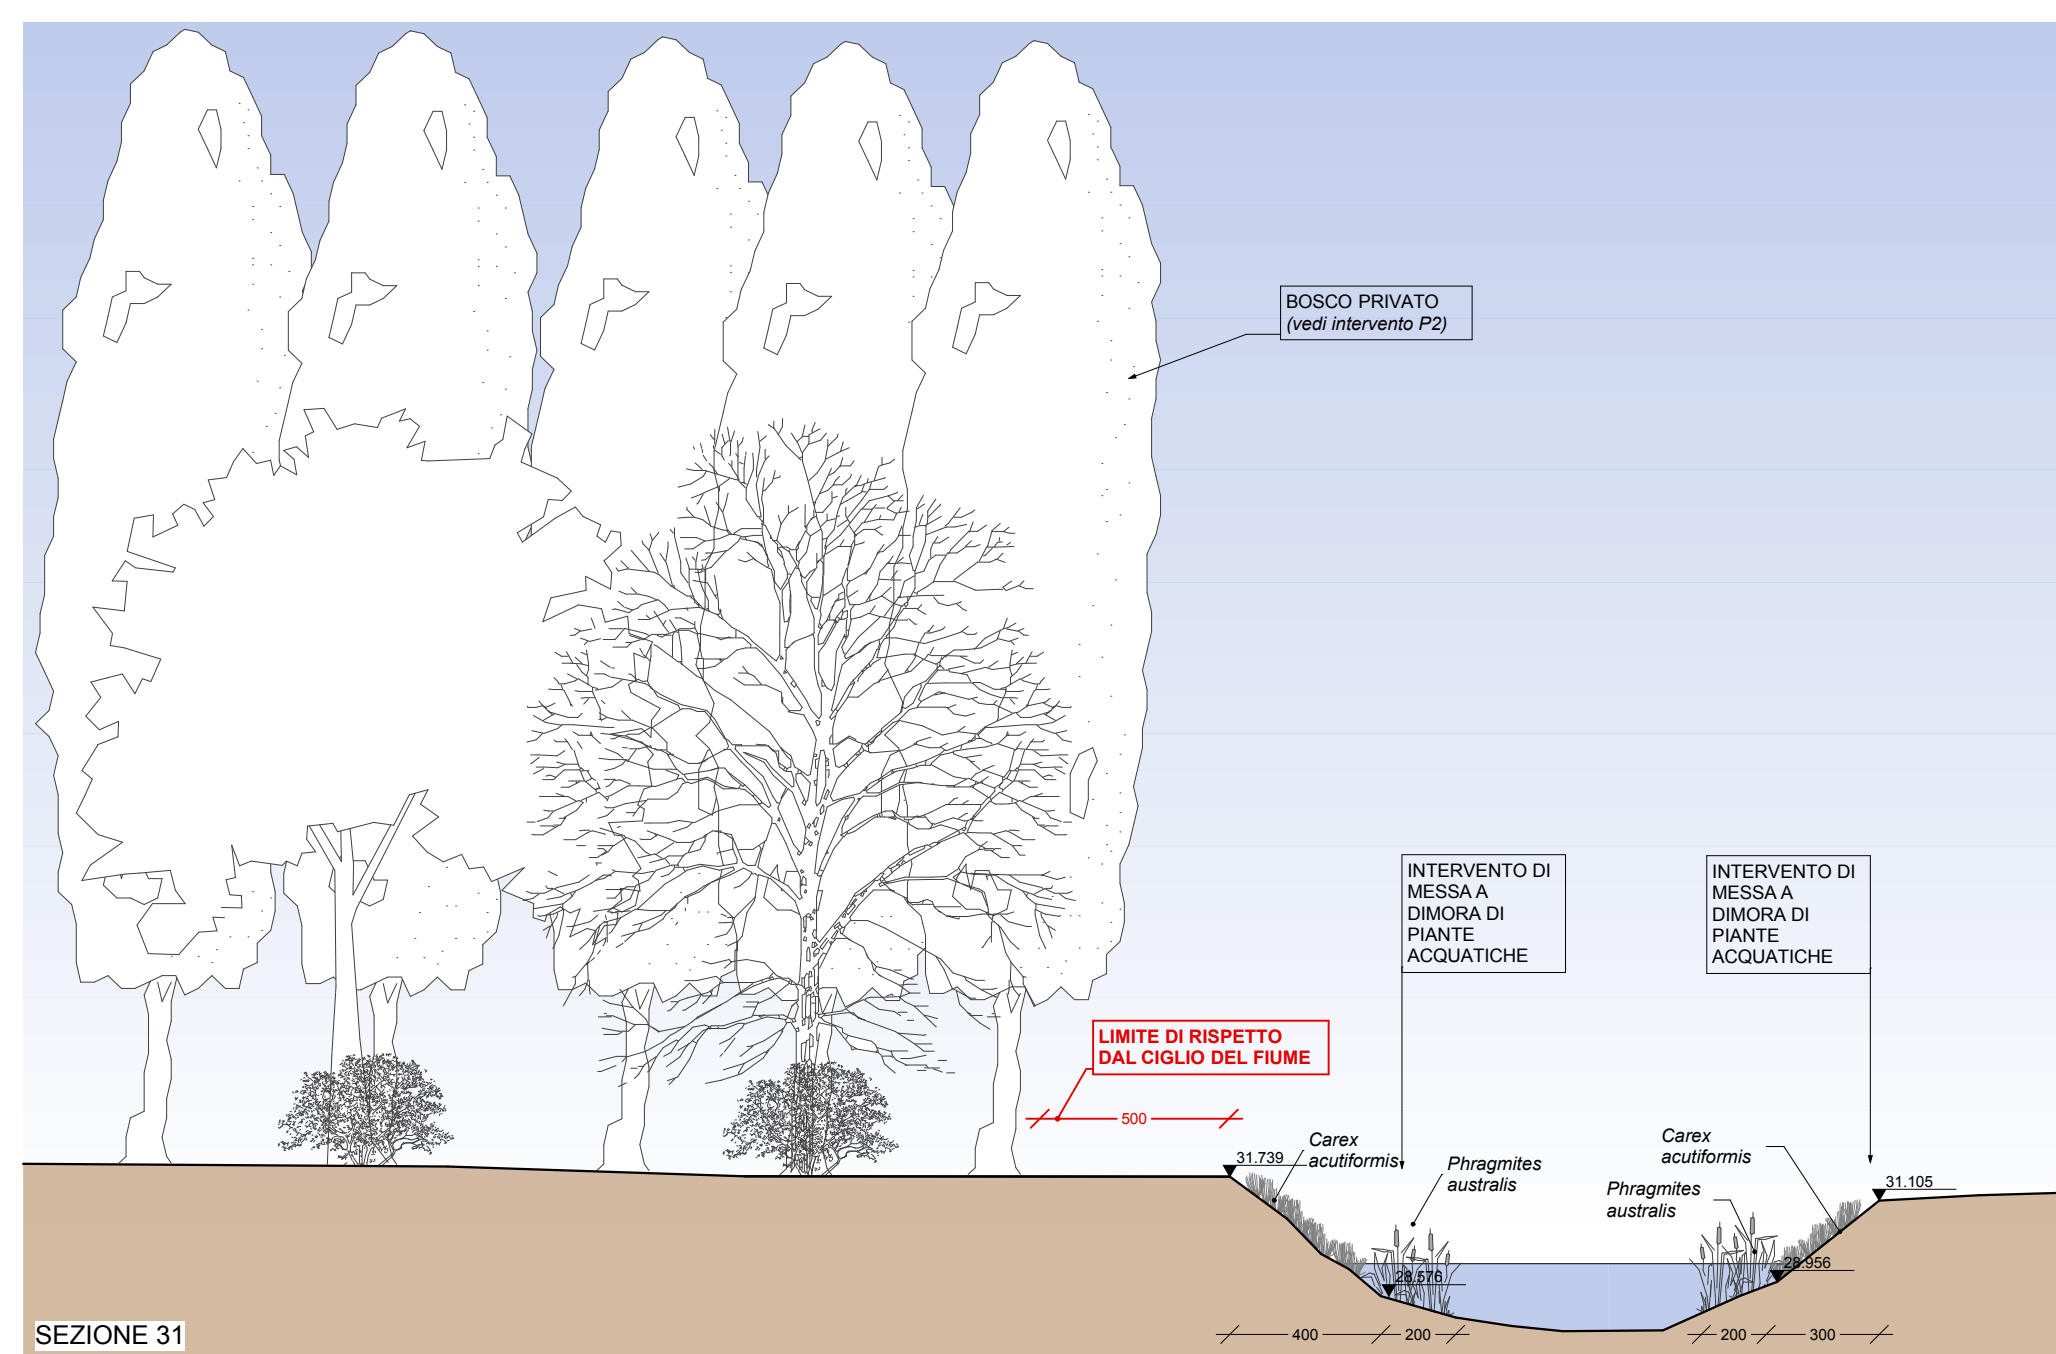 BOSCO PRIVATO
(vedi intervento P2)
INTERVENTO DI
MESSA A
DIMORA DI
PIANTE
ACQUATICHE
INTERVENTO DI
MESSA A
DIMORA DI
PIANTE
ACQUATICHE
LIMITE DI RISPETTO
DAL CIGLIO DEL FIUME
500
31.739
Carex
acutiformis
Phragmites
australis
Carex
acutiformis
Phragmites
australis
31.105
28.576
28.956
400
200
200
300
SEZIONE 31